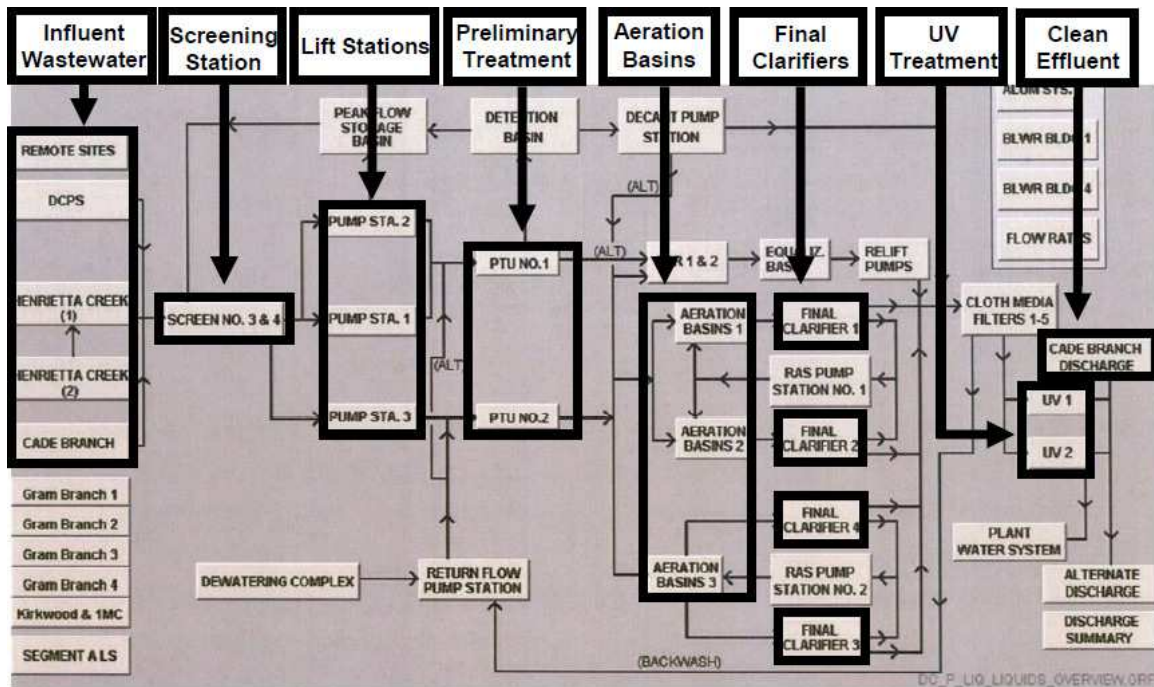 Influent
Wastewater
Screening
Station
Lift Stations
Preliminary
Treatment
Aeration
Basins
Final
Clarifiers
UV
Treatment
Clean
Effluent
ALUM SYS.
PEAK FLOW
STORAGE
BASIN
DETENTION
BASIN
DECANT PUMP
STATION
BLWR BLDG 1
BLWR BLDG 4
FLOW RATES
REMOTE SITES
DCPS
HENRIETTA CREEK
(1)
HENRIETTA CREEK
(2)
CADE BRANCH
SCREEN NO. 3 & 4
PUMP STA. 2
PUMP STA. 1
PUMP STA. 3
(ALT)
(ALT)
(ALT)
PTU NO.1
PTU NO.2
R 1 & 2
EQUALIZ.
BASIN
RELIFT
PUMPS
AERATION
BASINS 1
AERATION
BASINS 2
AERATION
BASINS 3
FINAL
CLARIFIER 1
RAS PUMP
STATION NO. 1
FINAL
CLARIFIER 2
FINAL
CLARIFIER 4
RAS PUMP
STATION NO. 2
FINAL
CLARIFIER 3
CLOTH MEDIA
FILTERS 1-5
CADE BRANCH
DISCHARGE
UV 1
UV 2
PLANT
WATER SYSTEM
ALTERNATE
DISCHARGE
DISCHARGE
SUMMARY
Gram Branch 1
Gram Branch 2
Gram Branch 3
Gram Branch 4
Kirkwood & 1MC
SEGMENT A LS
DEWATERING COMPLEX
RETURN FLOW
PUMP STATION
(BACKWASH)
DC_P_LIQ_LIQUIDS_OVERVIEW.GRF